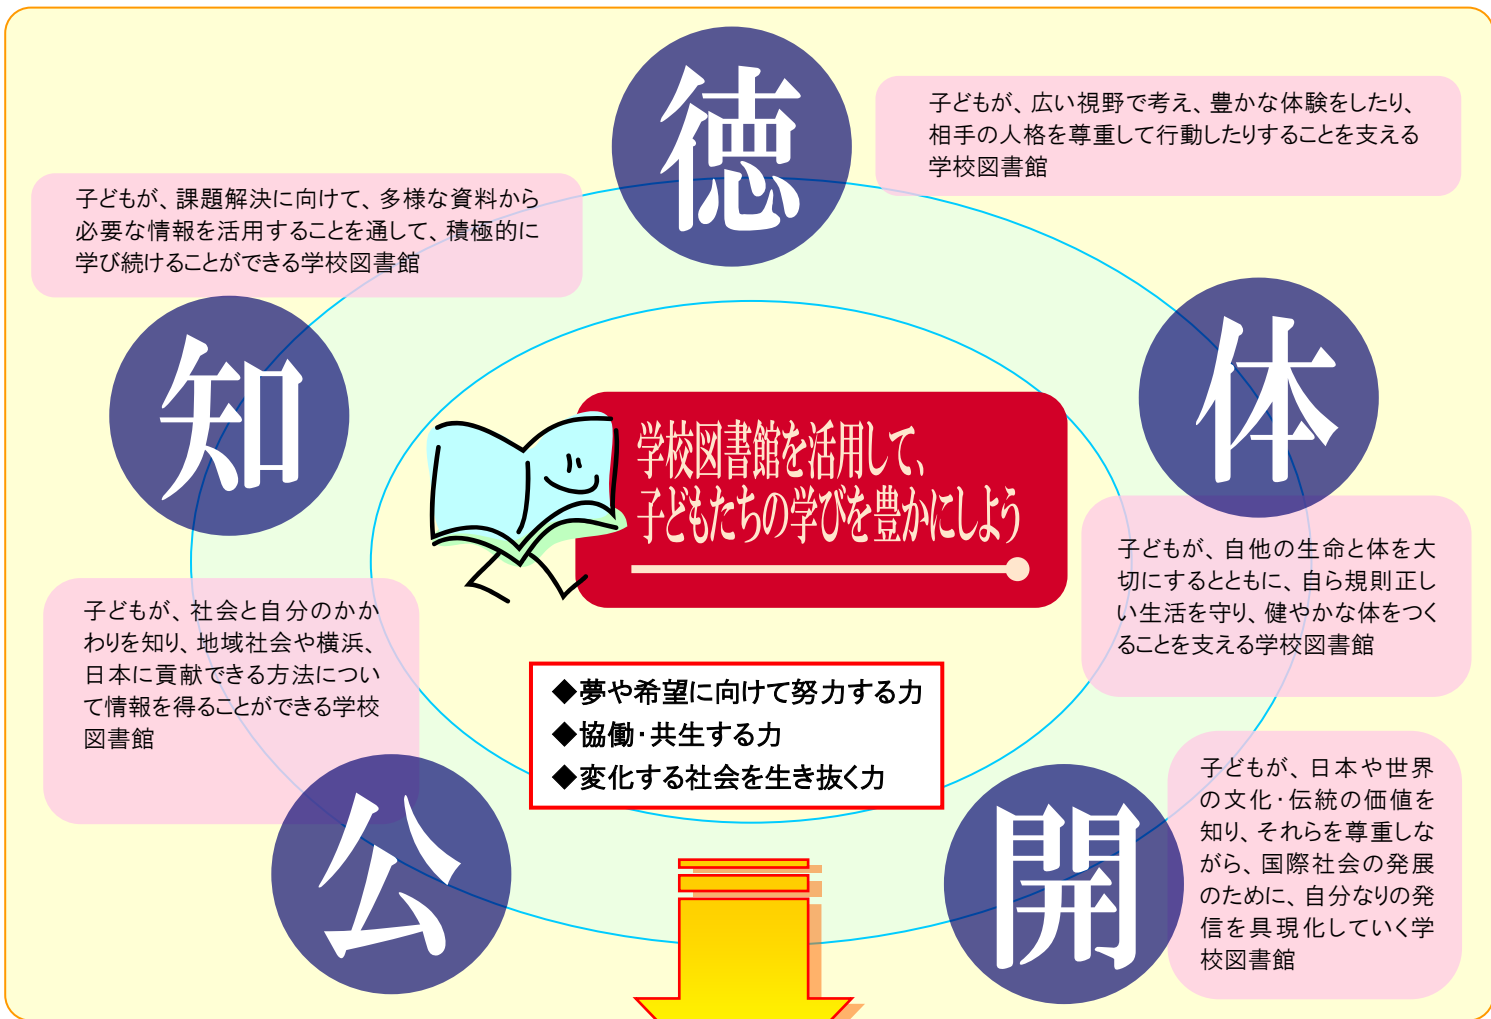 徳
子どもが、広い視野で考え、豊かな体験をしたり、
相手の人格を尊重して行動したりすることを支える
学校図書館
子どもが、課題解決に向けて、多様な資料から
必要な情報を活用することを通して、積極的に
学び続けることができる学校図書館
知
体
学校図書館を活用して、
子どもたちの学びを豊かにしよう
子どもが、自他の生命と体を大
切にするとともに、自ら規則正し
い生活を守り、健やかな体をつく
ることを支える学校図書館
子どもが、社会と自分のかか
わりを知り、地域社会や横浜、
日本に貢献できる方法につい
て情報を得ることができる学校
図書館
◆夢や希望に向けて努力する力
◆協働・共生する力
◆変化する社会を生き抜く力
公
開
子どもが、日本や世界
の文化・伝統の価値を
知り、それらを尊重しな
がら、国際社会の発展
のために、自分なりの発
信を具現化していく学
校図書館